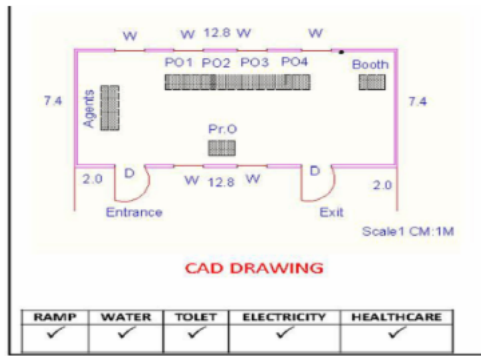 W W 12.8 W W
PO1 PO2 PO3 PO4 Booth
7.4 Agents 7.4
Pr.O
2.0 D W 12.8 W D 2.0
Entrance Exit
Scale1 CM:1M
CAD DRAWING
RAMP WATER TOLET ELECTRICITY HEALTHCARE
✓ ✓ ✓ ✓ ✓